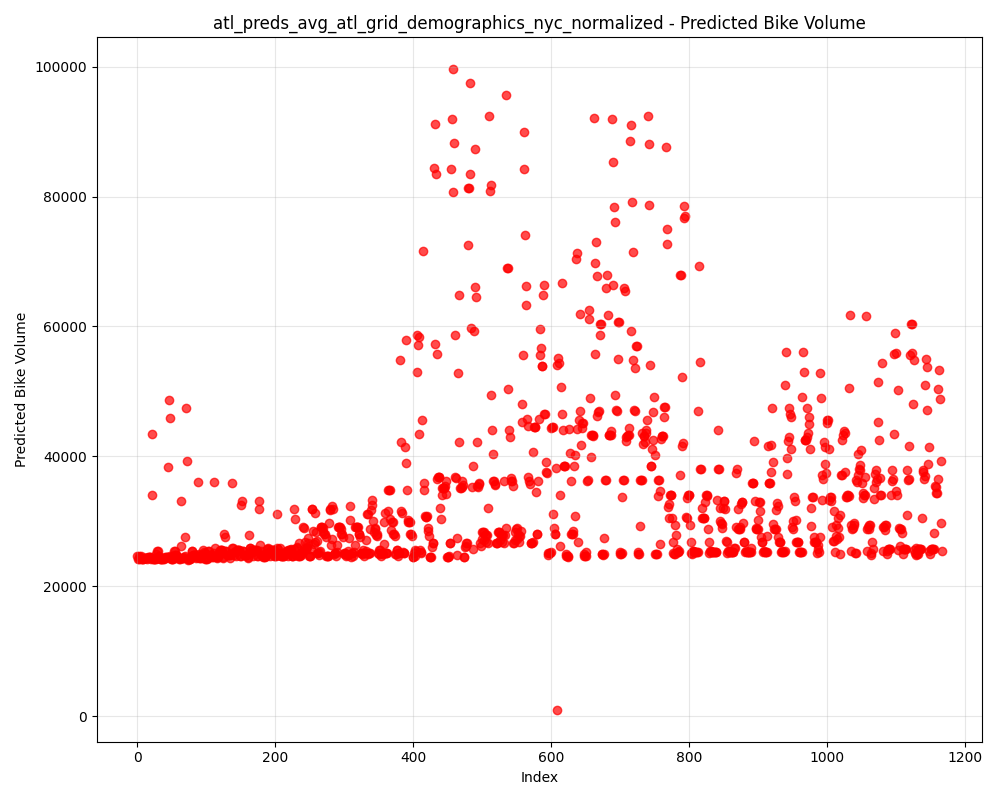 atl_preds_avg_atl_grid_demographics_nyc_normalized - Predicted Bike Volume
100000
80000
60000
40000
20000
0
Predicted Bike Volume
0 200 400 600 800 1000 1200
Index